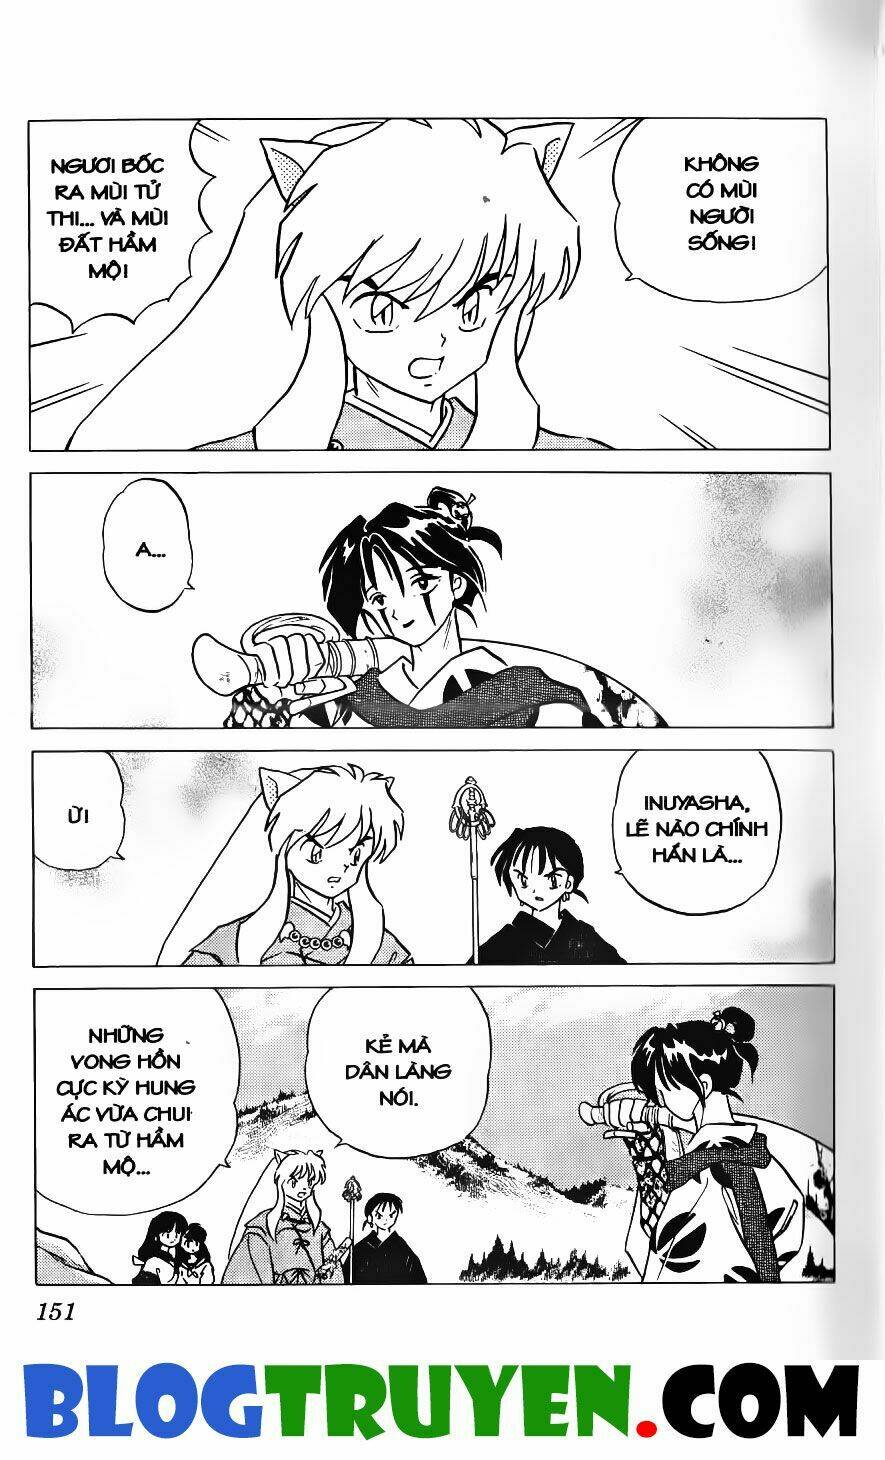 KHÔNG
CÓ MÙI
NGƯỜI
SỐNG!
NGƯƠI BỐC
RA MÙI TỬ
THI... VÀ MÙI
ĐẤT HẦM
MỘ!
A...
INUYASHA,
LẼ NÀO CHÍNH
HẮN LÀ...
Ừ!
KẺ MÀ
DÂN LÀNG
NÓI.
NHỮNG
VONG HỒN
CỰC KỲ HUNG
ÁC VỪA CHUI
RA TỪ HẦM
MỘ...
151
BLOGTRUYEN.COM